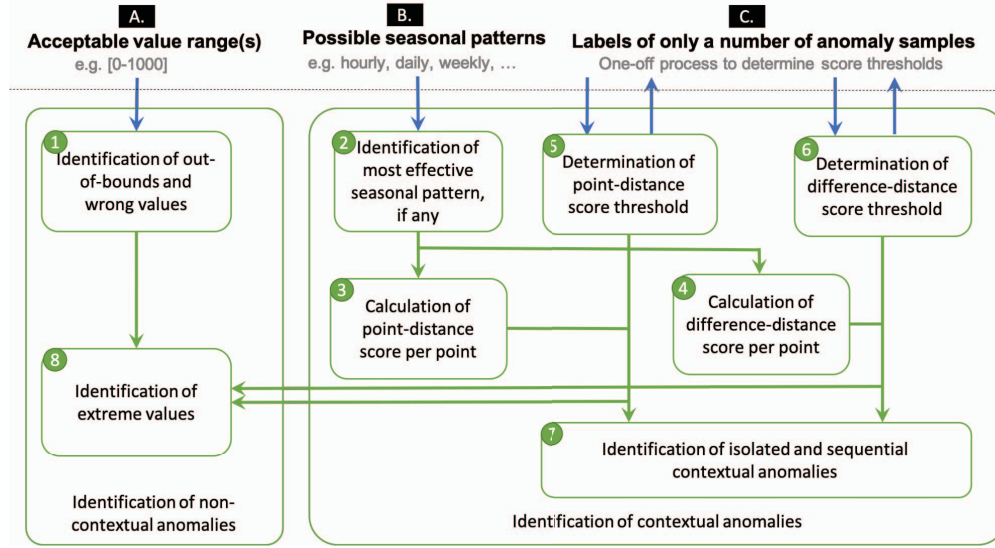 A.
Acceptable value range(s)
e.g. [0-1000]
B.
Possible seasonal patterns
e.g. hourly, daily, weekly, ...
C.
Labels of only a number of anomaly samples
One-off process to determine score thresholds
1
Identification of out-
of-bounds and
wrong values
2
Identification of
most effective
seasonal pattern,
if any
5
Determination of
point-distance
score threshold
6
Determination of
difference-distance
score threshold
3
Calculation of
point-distance
score per point
4
Calculation of
difference-distance
score per point
8
Identification of
extreme values
7
Identification of isolated and sequential
contextual anomalies
Identification of non-
contextual anomalies
Identification of contextual anomalies